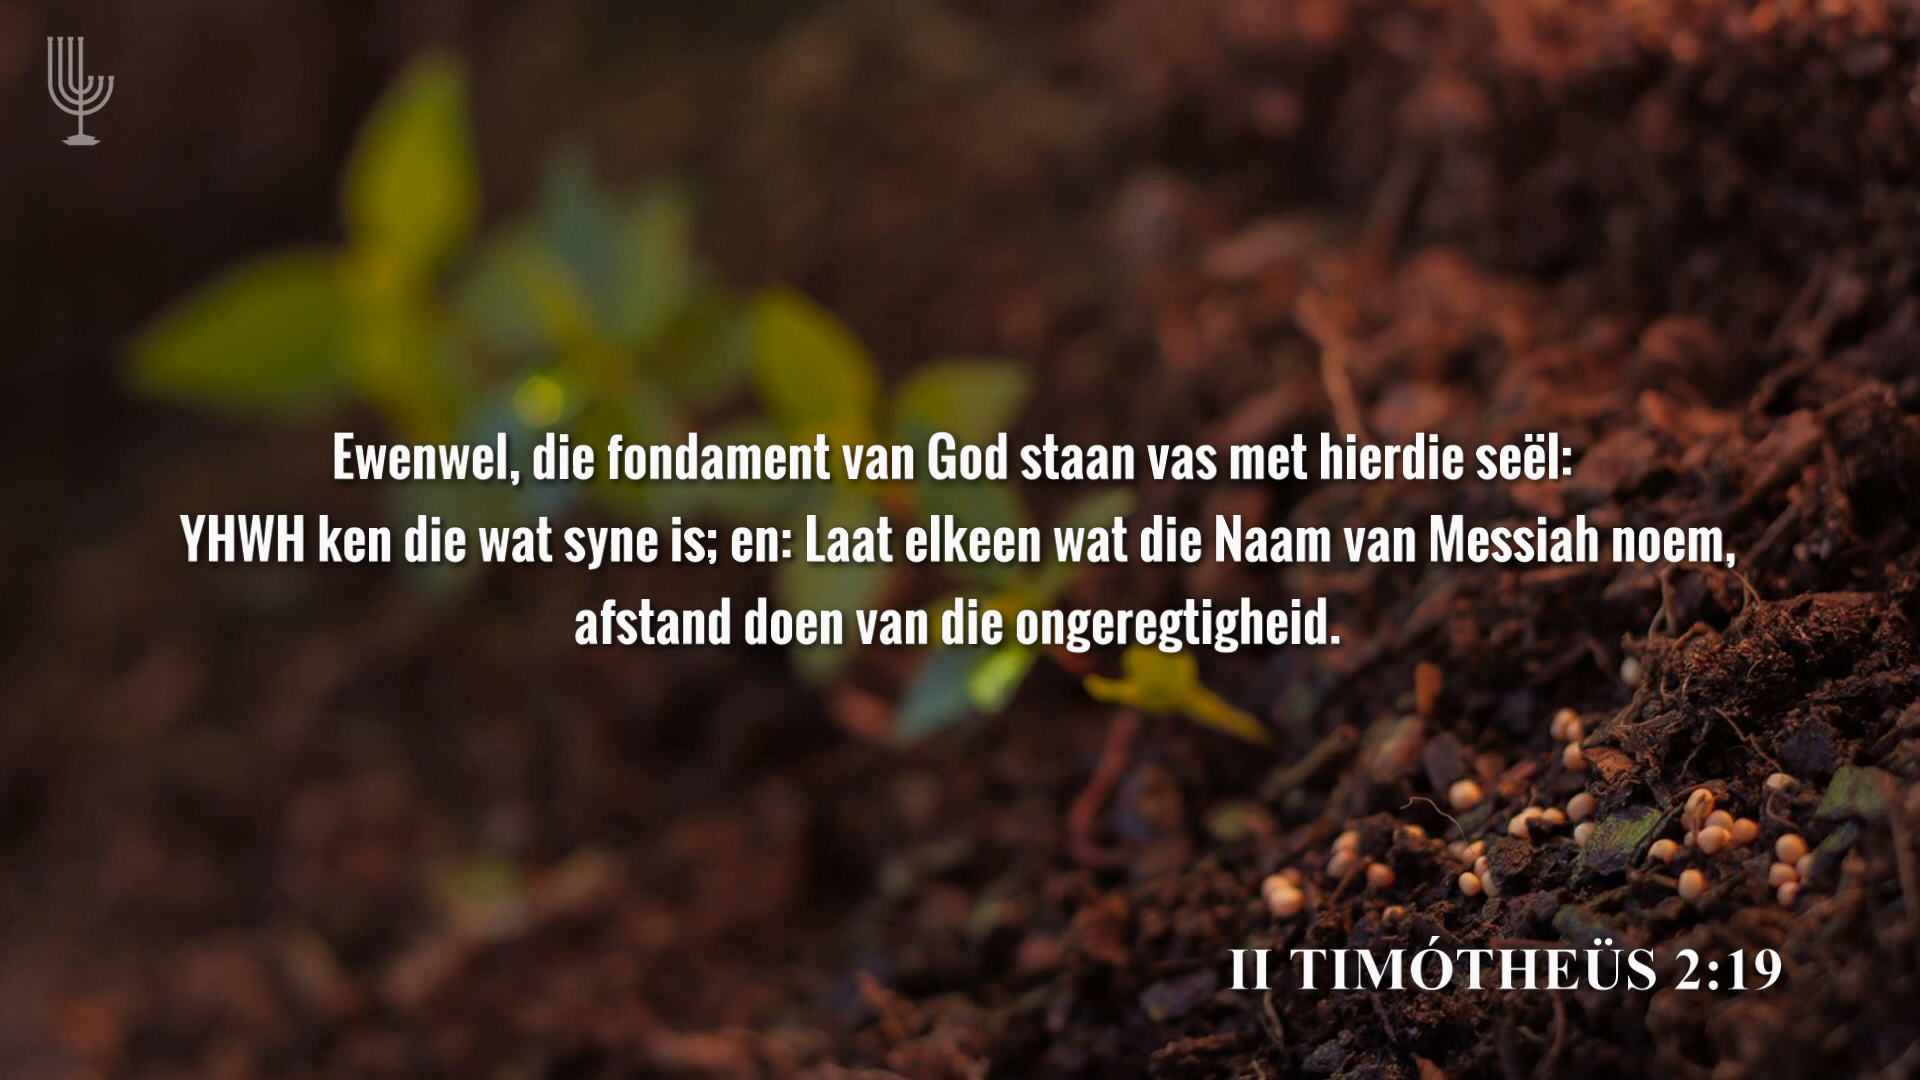 Ewenwel, die fondament van God staan vas met hierdie seël:
YHWH ken die wat syne is; en: Laat elkeen wat die Naam van Messiah noem,
afstand doen van die ongeregtigheid.
II TIMÓTHEÜS 2:19